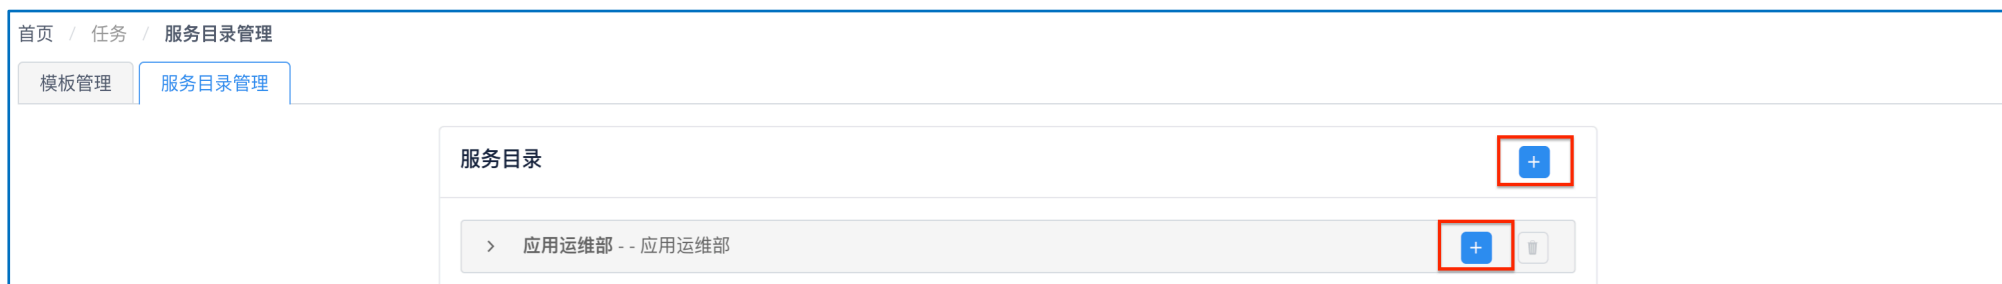 首页 / 任务 / 服务目录管理
模板管理 服务目录管理
服务目录
应用运维部 - - 应用运维部